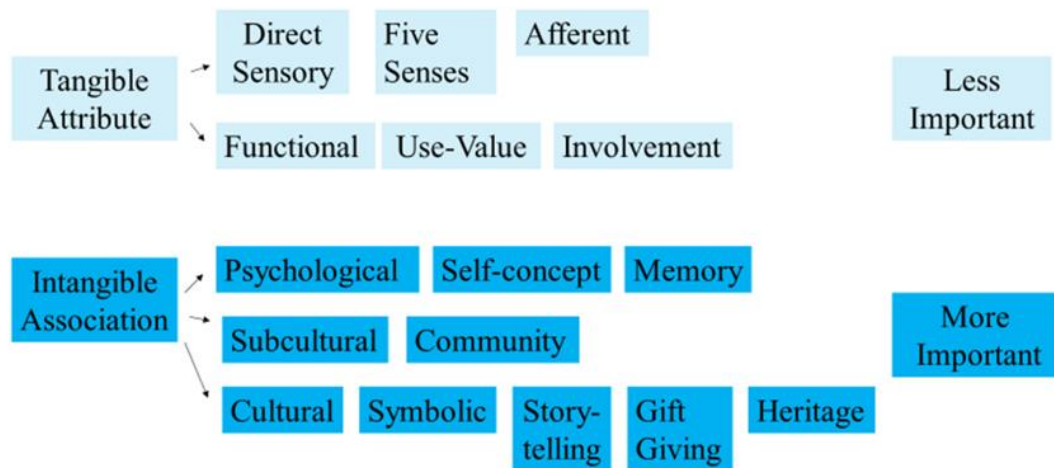 Tangible
Attribute
Direct
Sensory
Five
Senses
Afferent
Functional
Use-Value
Involvement
Less
Important
Intangible
Association
Psychological
Self-concept
Memory
Subcultural
Community
Cultural
Symbolic
Story-
telling
Gift
Giving
Heritage
More
Important